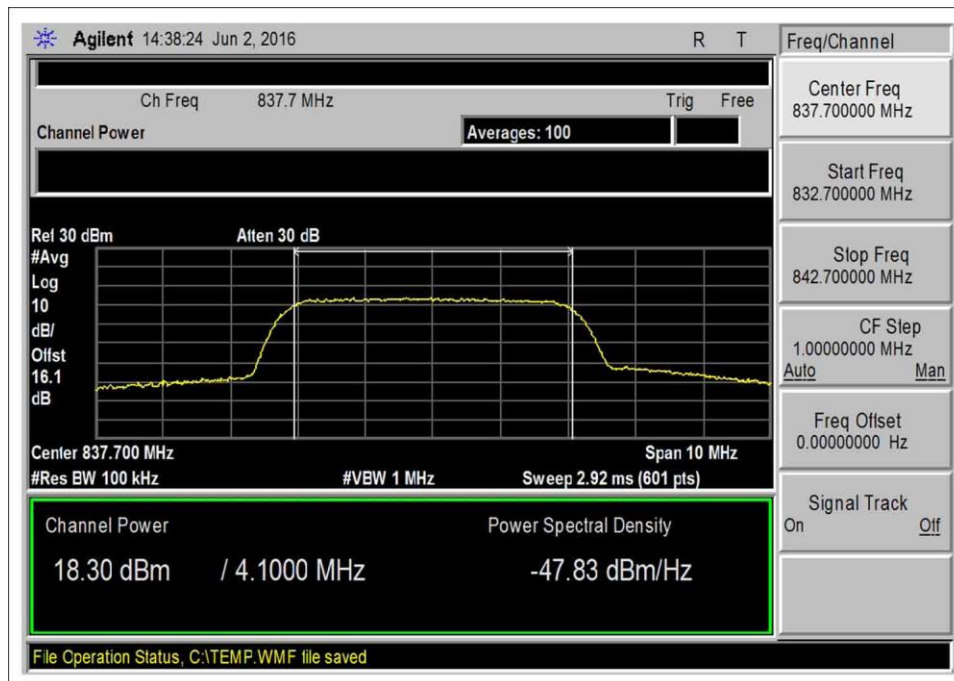 Agilent 14:38:24 Jun 2, 2016 R T
Freq/Channel
Ch Freq 837.7 MHz Trig Free
Channel Power Averages: 100
Ref 30 dBm Atten 30 dB
#Avg
Log
10
dB/
Offst
16.1
dB
Center 837.700 MHz Span 10 MHz
#Res BW 100 kHz #VBW 1 MHz Sweep 2.92 ms (601 pts)
Channel Power Power Spectral Density
18.30 dBm / 4.1000 MHz -47.83 dBm/Hz
File Operation Status, C:\TEMP.WMF file saved
Center Freq
837.700000 MHz
Start Freq
832.700000 MHz
Stop Freq
842.700000 MHz
CF Step
1.00000000 MHz
Auto Man
Freq Offset
0.00000000 Hz
Signal Track
On Off